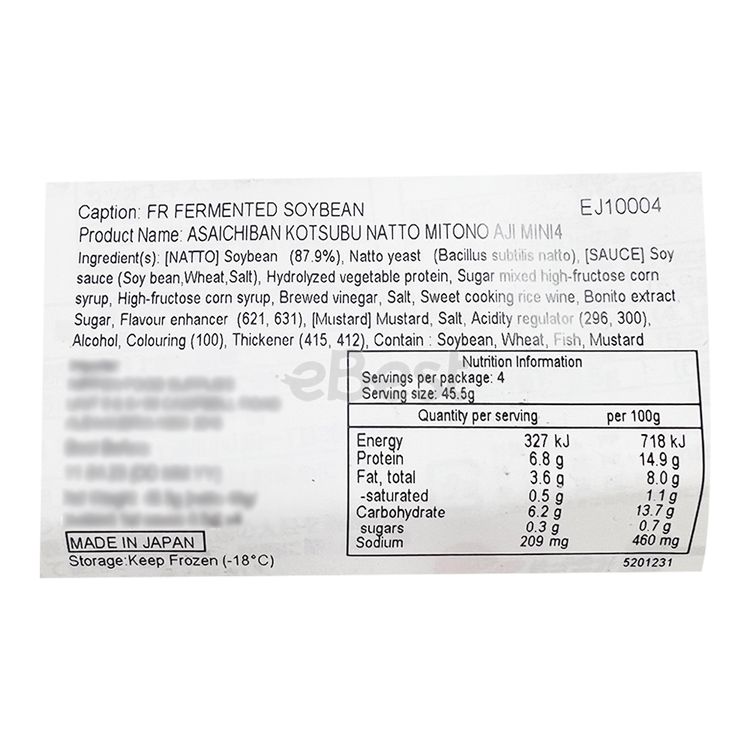 Caption: FR FERMENTED SOYBEAN EJ10004
Product Name: ASAICHIBAN KOTSUBU NATTO MITONO AJI MINI4
Ingredient(s): [NATTO] Soybean (87.9%), Natto yeast (Bacillus subtilis natto), [SAUCE] Soy
sauce (Soy bean,Wheat,Salt), Hydrolyzed vegetable protein, Sugar mixed high-fructose corn
syrup, High-fructose corn syrup, Brewed vinegar, Salt, Sweet cooking rice wine, Bonito extract
Sugar, Flavour enhancer (621, 631), [Mustard] Mustard, Salt, Acidity regulator (296, 300),
Alcohol, Colouring (100), Thickener (415, 412), Contain : Soybean, Wheat, Fish, Mustard
eBest
Nutrition Information
Servings per package: 4
Serving size: 45.5g
Quantity per serving per 100g
Energy 327 kJ 718 kJ
Protein 6.8 g 14.9 g
Fat, total 3.6 g 8.0 g
-saturated 0.5 g 1.1 g
Carbohydrate 6.2 g 13.7 g
sugars 0.3 g 0.7 g
Sodium 209 mg 460 mg
MADE IN JAPAN
Storage:Keep Frozen (-18°C)
5201231